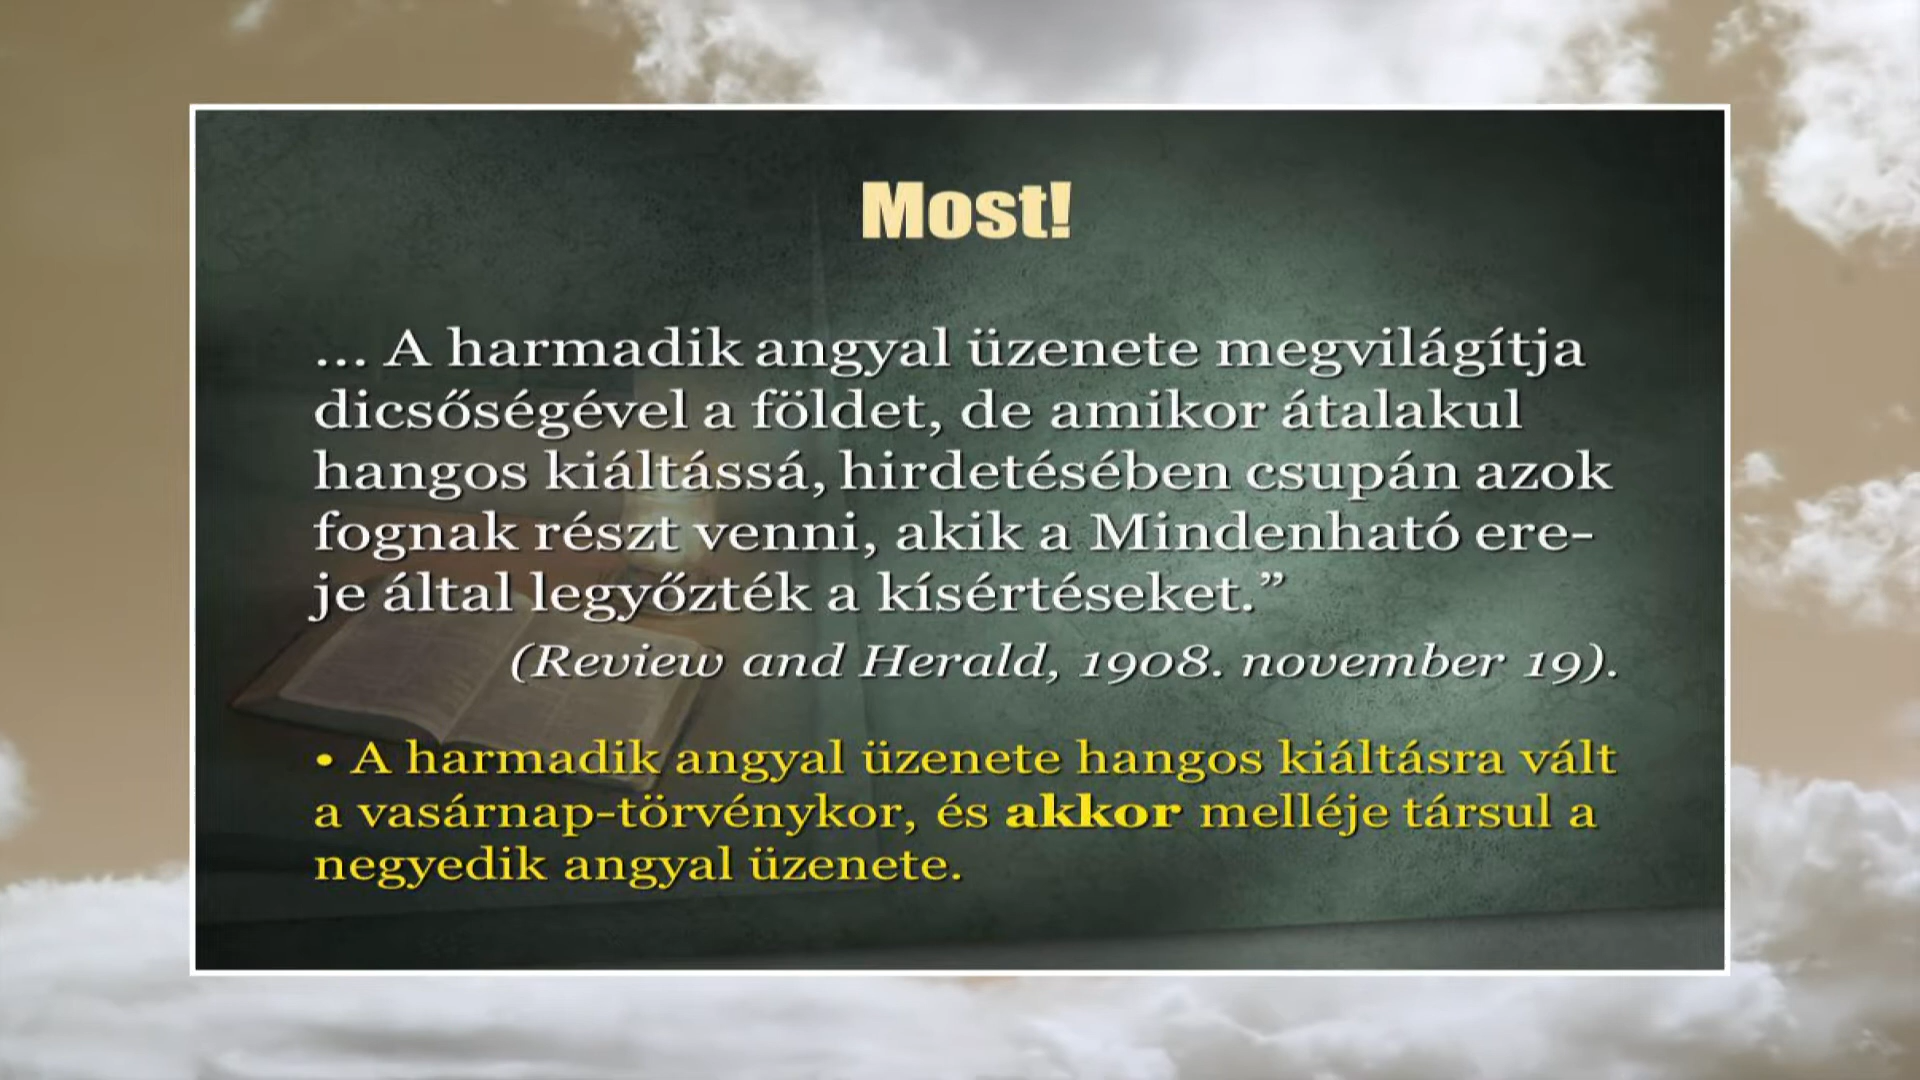 Most!
... A harmadik angyal üzenete megvilágítja
dicsőségével a földet, de amikor átalakul
hangos kiáltássá, hirdetésében csupán azok
fognak részt venni, akik a Mindenható ere-
je által legyőzték a kísértéseket.”
(Review and Herald, 1908. november 19).
• A harmadik angyal üzenete hangos kiáltásra vált
a vasárnap-törvénykor, és akkor melléje társul a
negyedik angyal üzenete.